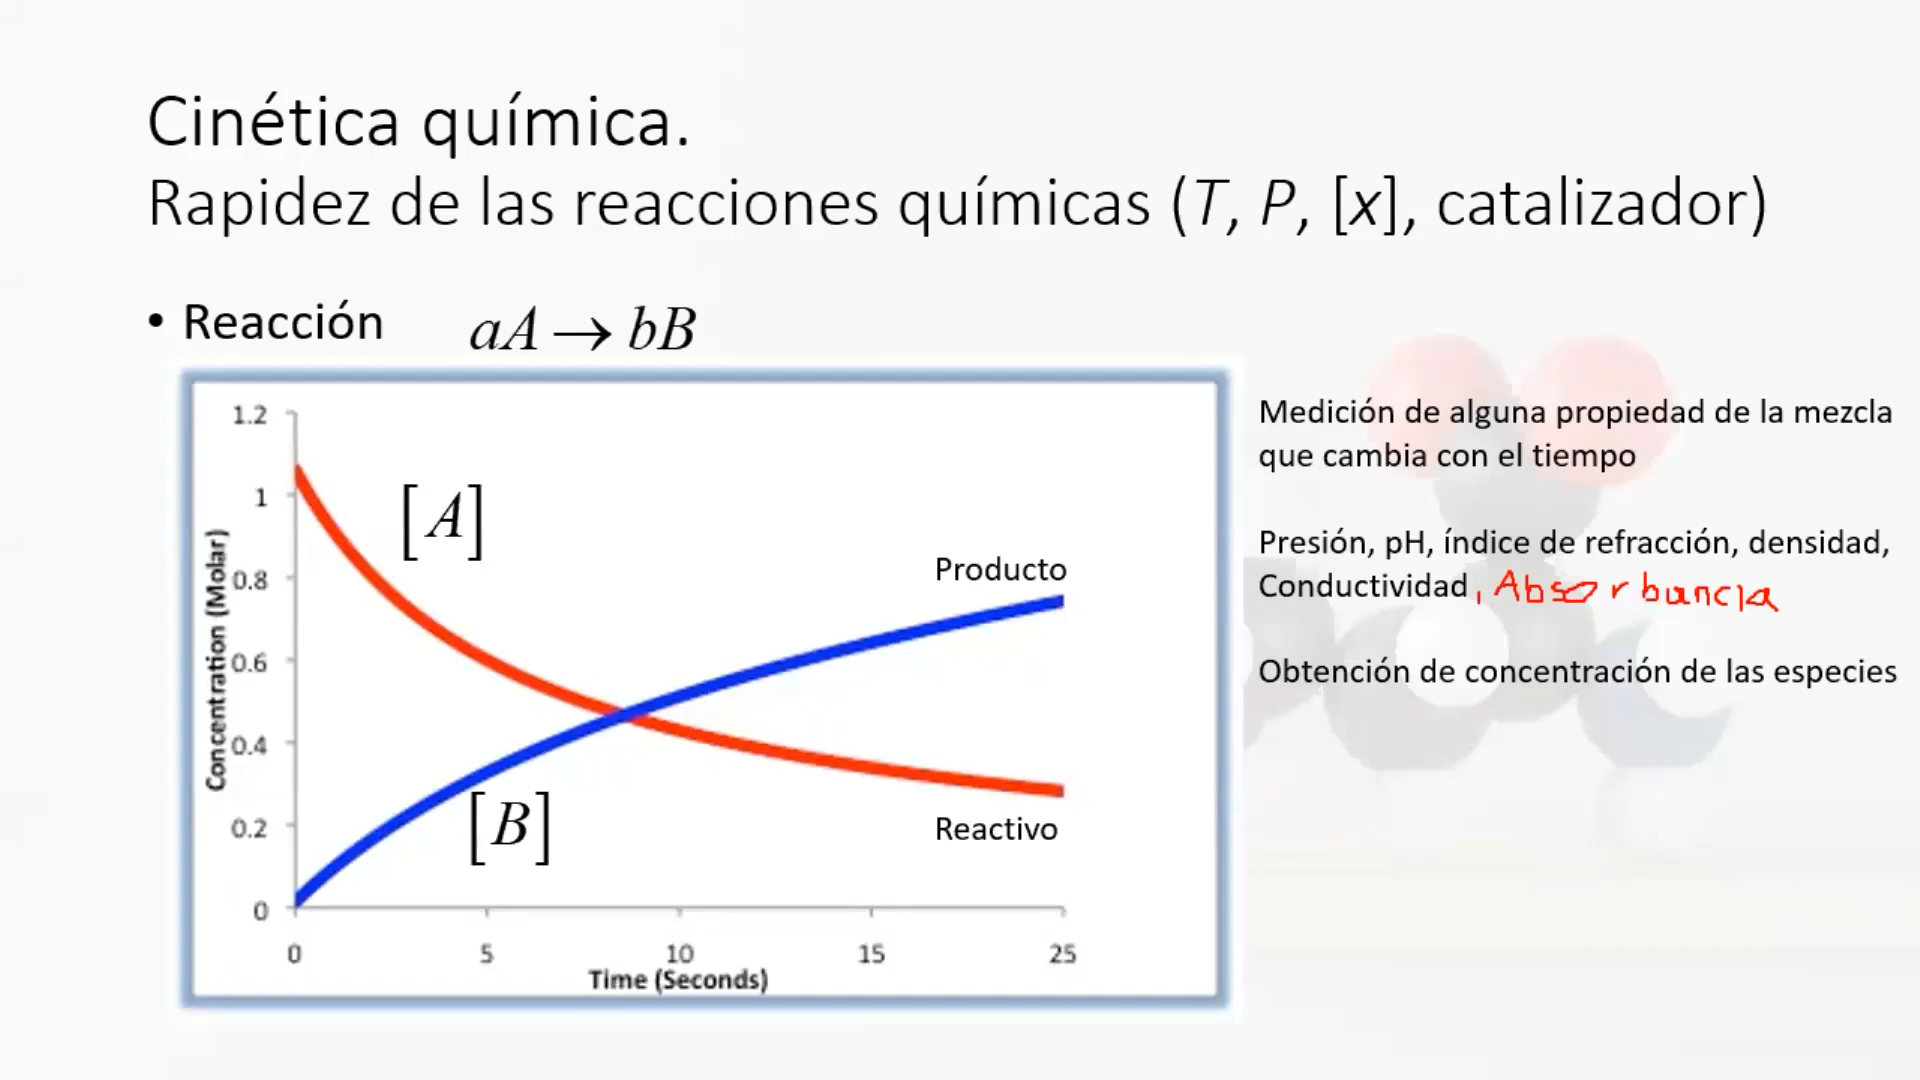 Cinética química.
Rapidez de las reacciones químicas (T, P, [x], catalizador)
• Reacción aA → bB
1.2
1
0.8
0.6
0.4
0.2
0
Concentration (Molar)
[A]
[B]
Producto
Reactivo
0 5 10 15 25
Time (Seconds)
Medición de alguna propiedad de la mezcla
que cambia con el tiempo
Presión, pH, índice de refracción, densidad,
Conductividad, Absorbancia
Obtención de concentración de las especies